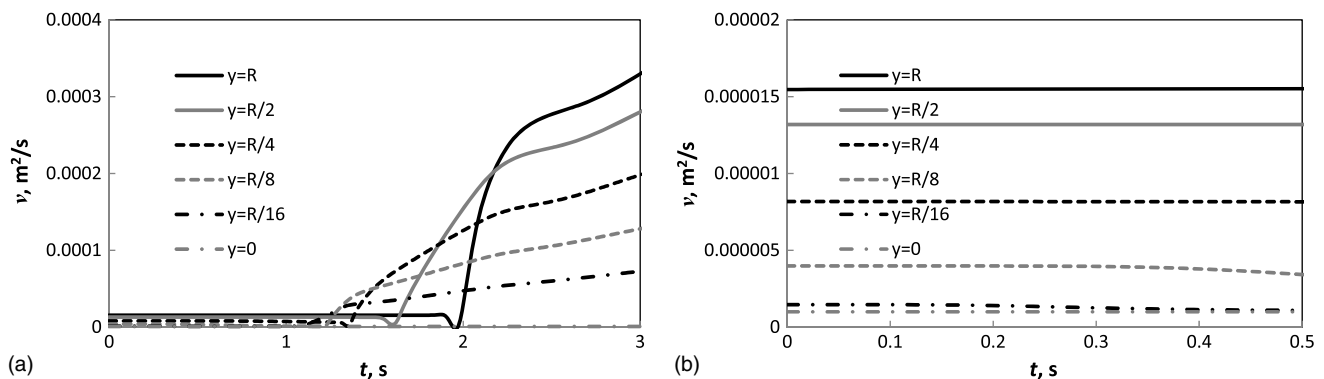 0.0004
0.0003
0.0002
0.0001
0
ν, m²/s
y=R
y=R/2
y=R/4
y=R/8
y=R/16
y=0
0
1
2
3
t, s
(a)
0.00002
0.000015
0.00001
0.000005
0
ν, m²/s
y=R
y=R/2
y=R/4
y=R/8
y=R/16
y=0
0
0.1
0.2
0.3
0.4
0.5
t, s
(b)